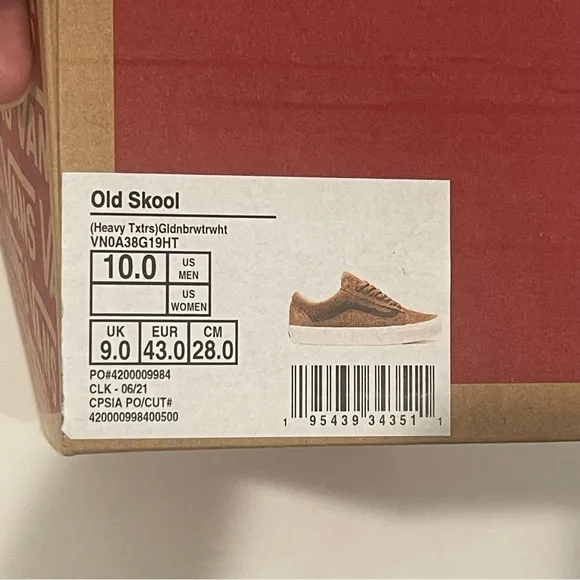 Old Skool
(Heavy Txtrs)Gldnbrwtrwht
VN0A38G19HT
10.0 US MEN
US WOMEN
UK EUR CM
9.0 43.0 28.0
PO#4200009984
CLK - 06/21
CPSIA PO/CUT#
420000998400500
1 95439 34351 1
VANS